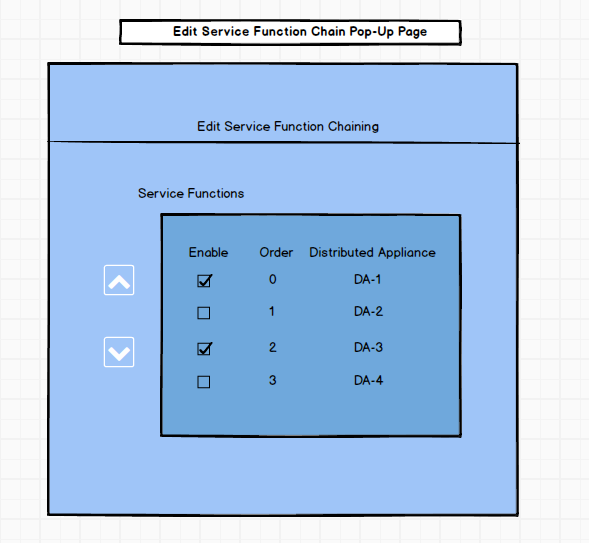 Edit Service Function Chain Pop-Up Page
Edit Service Function Chaining
Service Functions
Enable Order Distributed Appliance
0 DA-1
1 DA-2
2 DA-3
3 DA-4